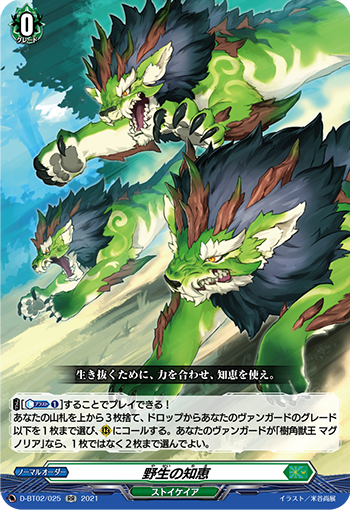 0
グレード
生き抜くために、力を合わせ、知恵を使え。
【カウンターブラスト1】することでプレイできる!
あなたの山札を上から3枚捨て、ドロップからあなたのヴァンガードのグレード
以下を1枚まで選び、Rにコールする。あなたのヴァンガードが「樹角獣王 マグ
ノリア」なら、1枚ではなく2枚まで選んでよい。
ノーマルオーダー
野生の知恵
ストイケイア
D-BT02/025 RR 2021
イラスト/米谷尚展